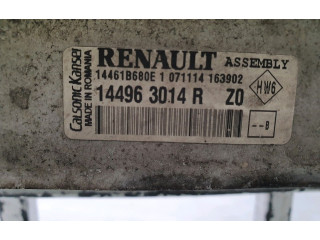 Calsonic Kansei
MADE IN ROMANIA
RENAULT ASSEMBLY
14461B680E 1 071114 163902
14496 3014 R Z0
HW6
--B